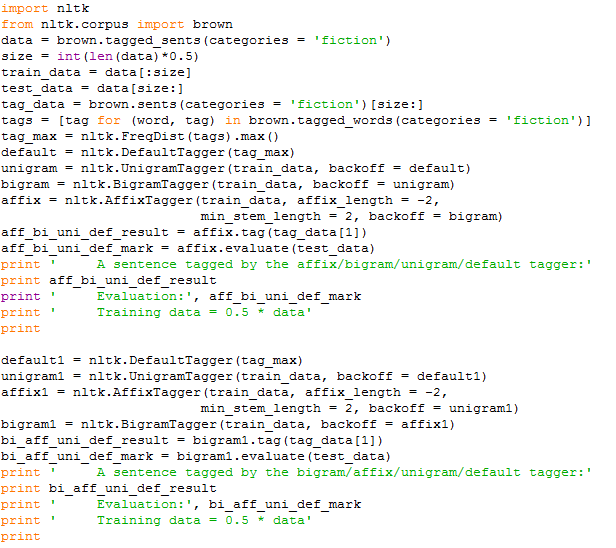 import nltk
from nltk.corpus import brown
data = brown.tagged_sents(categories = 'fiction')
size = int(len(data)*0.5)
train_data = data[:size]
test_data = data[size:]
tag_data = brown.sents(categories = 'fiction')[size:]
tags = [tag for (word, tag) in brown.tagged_words(categories = 'fiction')]
tag_max = nltk.FreqDist(tags).max()
default = nltk.DefaultTagger(tag_max)
unigram = nltk.UnigramTagger(train_data, backoff = default)
bigram = nltk.BigramTagger(train_data, backoff = unigram)
affix = nltk.AffixTagger(train_data, affix_length = -2,
                         min_stem_length = 2, backoff = bigram)
aff_bi_uni_def_result = affix.tag(tag_data[1])
aff_bi_uni_def_mark = affix.evaluate(test_data)
print '     A sentence tagged by the affix/bigram/unigram/default tagger:'
print aff_bi_uni_def_result
print '     Evaluation:', aff_bi_uni_def_mark
print '     Training data = 0.5 * data'
print

default1 = nltk.DefaultTagger(tag_max)
unigram1 = nltk.UnigramTagger(train_data, backoff = default1)
affix1 = nltk.AffixTagger(train_data, affix_length = -2,
                         min_stem_length = 2, backoff = unigram1)
bigram1 = nltk.BigramTagger(train_data, backoff = affix1)
bi_aff_uni_def_result = bigram1.tag(tag_data[1])
bi_aff_uni_def_mark = bigram1.evaluate(test_data)
print '     A sentence tagged by the bigram/affix/unigram/default tagger:'
print bi_aff_uni_def_result
print '     Evaluation:', bi_aff_uni_def_mark
print '     Training data = 0.5 * data'
print